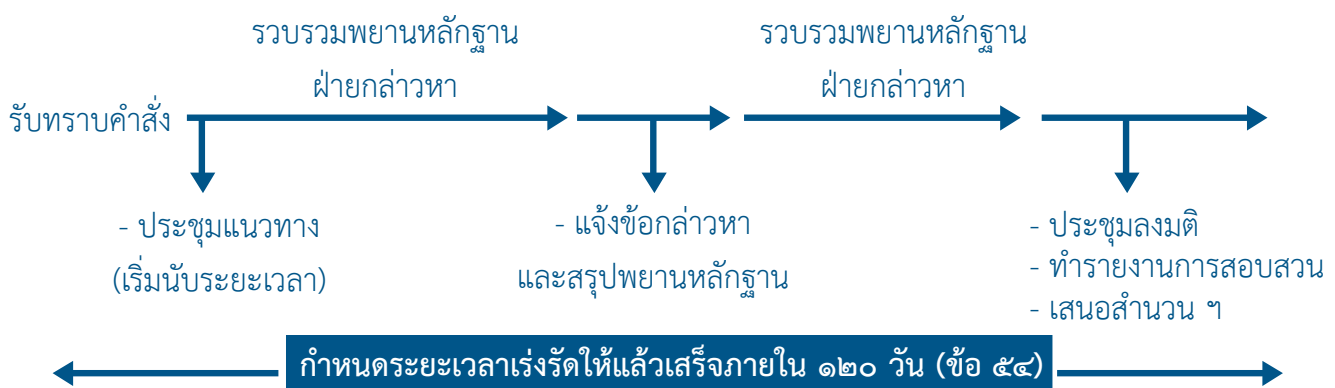 รวบรวมพยานหลักฐาน
ฝ่ายกล่าวหา
รวบรวมพยานหลักฐาน
ฝ่ายกล่าวหา
รับทราบคำสั่ง
- ประชุมแนวทาง
(เริ่มนับระยะเวลา)
- แจ้งข้อกล่าวหา
และสรุปพยานหลักฐาน
- ประชุมลงมติ
- ทำรายงานการสอบสวน
- เสนอสำนวน ฯ
กำหนดระยะเวลาเร่งรัดให้แล้วเสร็จภายใน ๑๒๐ วัน (ข้อ ๕๔)